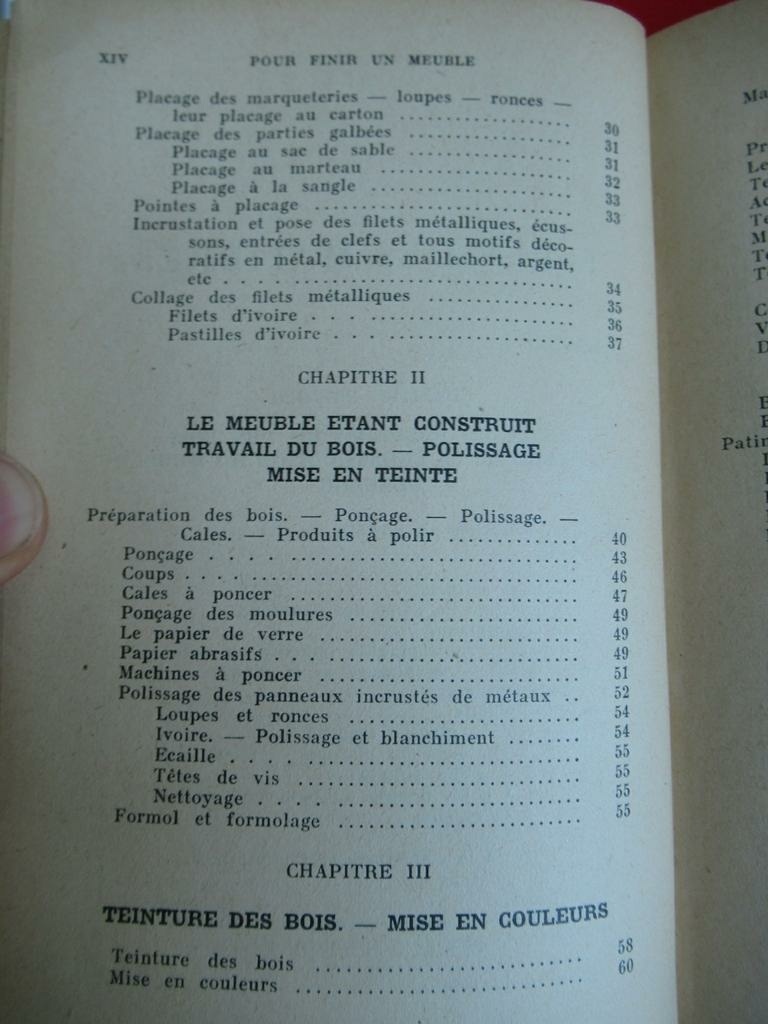 XIV POUR FINIR UN MEUBLE
Placage des marqueteries — loupes — ronces —
leur placage au carton .................. 30
Placage des parties galbées .................. 31
Placage au sac de sable .................. 31
Placage au marteau .................. 32
Placage à la sangle .................. 33
Pointes à placage .................. 33
Incrustation et pose des filets métalliques, écus-
sons, entrées de clefs et tous motifs déco-
ratifs en métal, cuivre, maillechort, argent,
etc .................. 34
Collage des filets métalliques .................. 35
Filets d'ivoire .................. 36
Pastilles d'ivoire .................. 37
CHAPITRE II
LE MEUBLE ETANT CONSTRUIT
TRAVAIL DU BOIS. — POLISSAGE
MISE EN TEINTE
Préparation des bois. — Ponçage. — Polissage. —
Cales. — Produits à polir .............. 40
Ponçage .................. 43
Coups .................. 46
Cales à poncer .................. 47
Ponçage des moulures .................. 49
Le papier de verre .................. 49
Papier abrasifs .................. 49
Machines à poncer .................. 51
Polissage des panneaux incrustés de métaux .. 52
Loupes et ronces .................. 54
Ivoire. — Polissage et blanchiment ........ 54
Ecaille .................. 55
Têtes de vis .................. 55
Nettoyage .................. 55
Formol et formolage .................. 55
CHAPITRE III
TEINTURE DES BOIS. — MISE EN COULEURS
Teinture des bois .................. 58
Mise en couleurs .................. 60